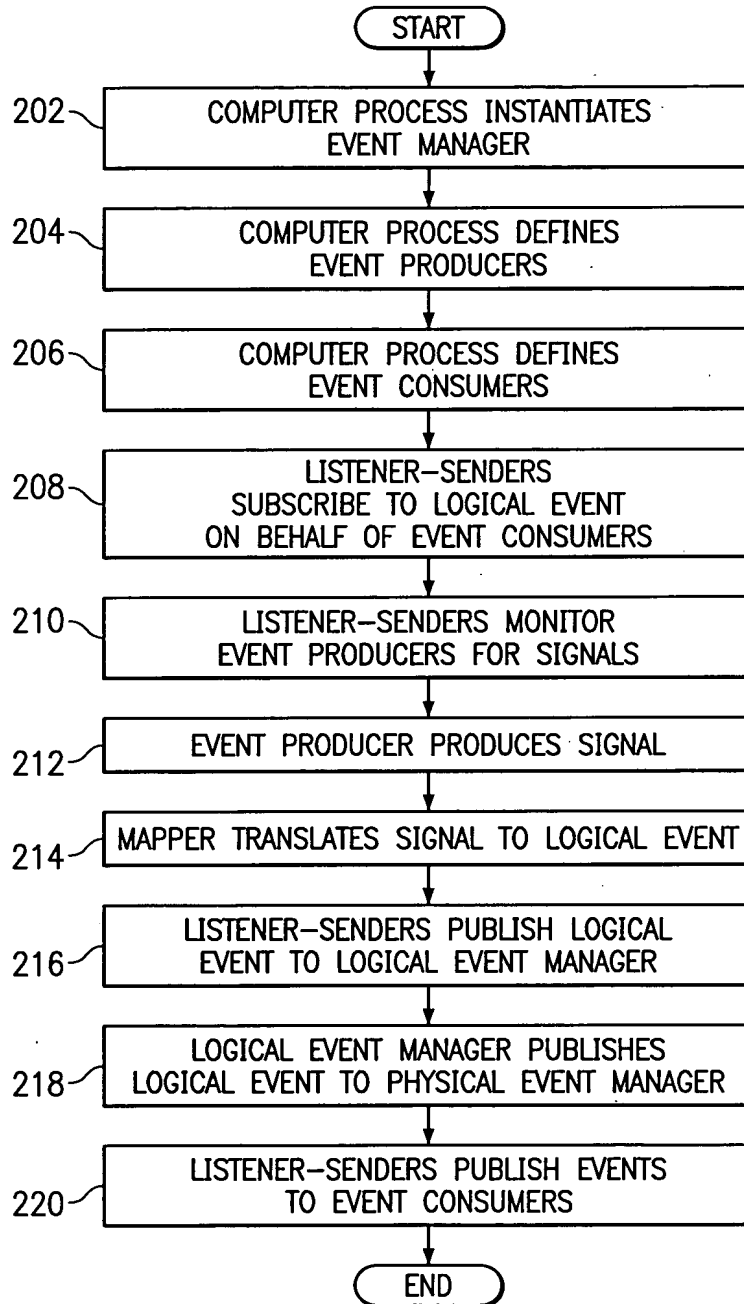 START
202
COMPUTER PROCESS INSTANTIATES
EVENT MANAGER
204
COMPUTER PROCESS DEFINES
EVENT PRODUCERS
206
COMPUTER PROCESS DEFINES
EVENT CONSUMERS
208
LISTENER-SENDERS
SUBSCRIBE TO LOGICAL EVENT
ON BEHALF OF EVENT CONSUMERS
210
LISTENER-SENDERS MONITOR
EVENT PRODUCERS FOR SIGNALS
212
EVENT PRODUCER PRODUCES SIGNAL
214
MAPPER TRANSLATES SIGNAL TO LOGICAL EVENT
216
LISTENER-SENDERS PUBLISH LOGICAL
EVENT TO LOGICAL EVENT MANAGER
218
LOGICAL EVENT MANAGER PUBLISHES
LOGICAL EVENT TO PHYSICAL EVENT MANAGER
220
LISTENER-SENDERS PUBLISH EVENTS
TO EVENT CONSUMERS
END